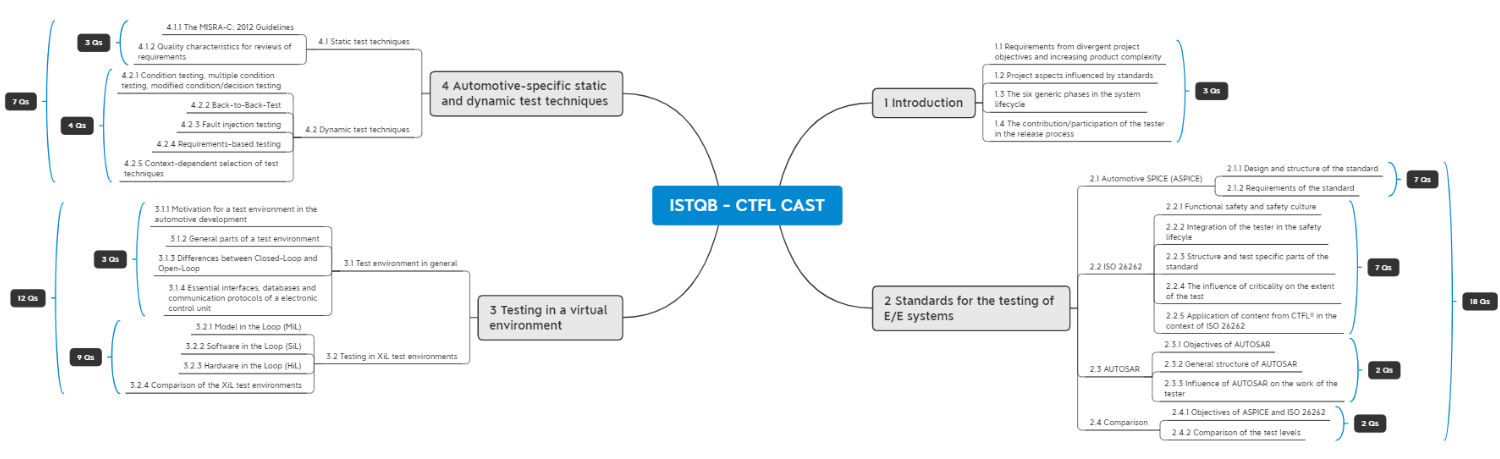 ISTQB - CTFL CAST
1 Introduction
1.1 Requirements from divergent project
objectives and increasing product complexity
1.2 Project aspects influenced by standards
1.3 The six generic phases in the system
lifecycle
1.4 The contribution/participation of the tester
in the release process
3 Qs
2 Standards for the testing of
E/E systems
2.1 Automotive SPICE (ASPICE)
2.1.1 Design and structure of the standard
2.1.2 Requirements of the standard
7 Qs
2.2 ISO 26262
2.2.1 Functional safety and safety culture
2.2.2 Integration of the tester in the safety
lifecyle
2.2.3 Structure and test specific parts of the
standard
2.2.4 The influence of criticality on the extent
of the test
2.2.5 Application of content from CTFL® in the
context of ISO 26262
7 Qs
2.3 AUTOSAR
2.3.1 Objectives of AUTOSAR
2.3.2 General structure of AUTOSAR
2.3.3 Influence of AUTOSAR on the work of the
tester
2 Qs
2.4 Comparison
2.4.1 Objectives of ASPICE and ISO 26262
2.4.2 Comparison of the test levels
2 Qs
18 Qs
3 Testing in a virtual
environment
3.1 Test environment in general
3.1.1 Motivation for a test environment in the
automotive development
3.1.2 General parts of a test environment
3.1.3 Differences between Closed-Loop and
Open-Loop
3.1.4 Essential interfaces, databases and
communication protocols of a electronic
control unit
3 Qs
3.2 Testing in XiL test environments
3.2.1 Model in the Loop (MiL)
3.2.2 Software in the Loop (SiL)
3.2.3 Hardware in the Loop (HiL)
3.2.4 Comparison of the XiL test environments
9 Qs
12 Qs
4 Automotive-specific static
and dynamic test techniques
4.1 Static test techniques
4.1.1 The MISRA-C: 2012 Guidelines
4.1.2 Quality characteristics for reviews of
requirements
3 Qs
4.2 Dynamic test techniques
4.2.1 Condition testing, multiple condition
testing, modified condition/decision testing
4.2.2 Back-to-Back-Test
4.2.3 Fault injection testing
4.2.4 Requirements-based testing
4.2.5 Context-dependent selection of test
techniques
4 Qs
7 Qs